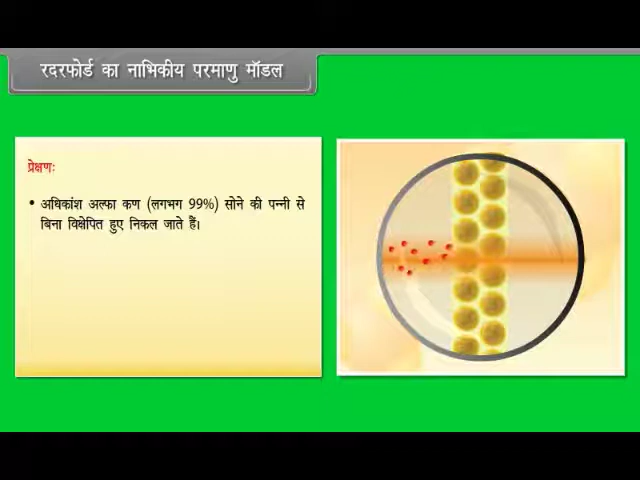 रदरफोर्ड का नाभिकीय परमाणु मॉडल
प्रेक्षण:
• अधिकांश अल्फा कण (लगभग 99%) सोने की पन्नी से
बिना विक्षेपित हुए निकल जाते हैं।